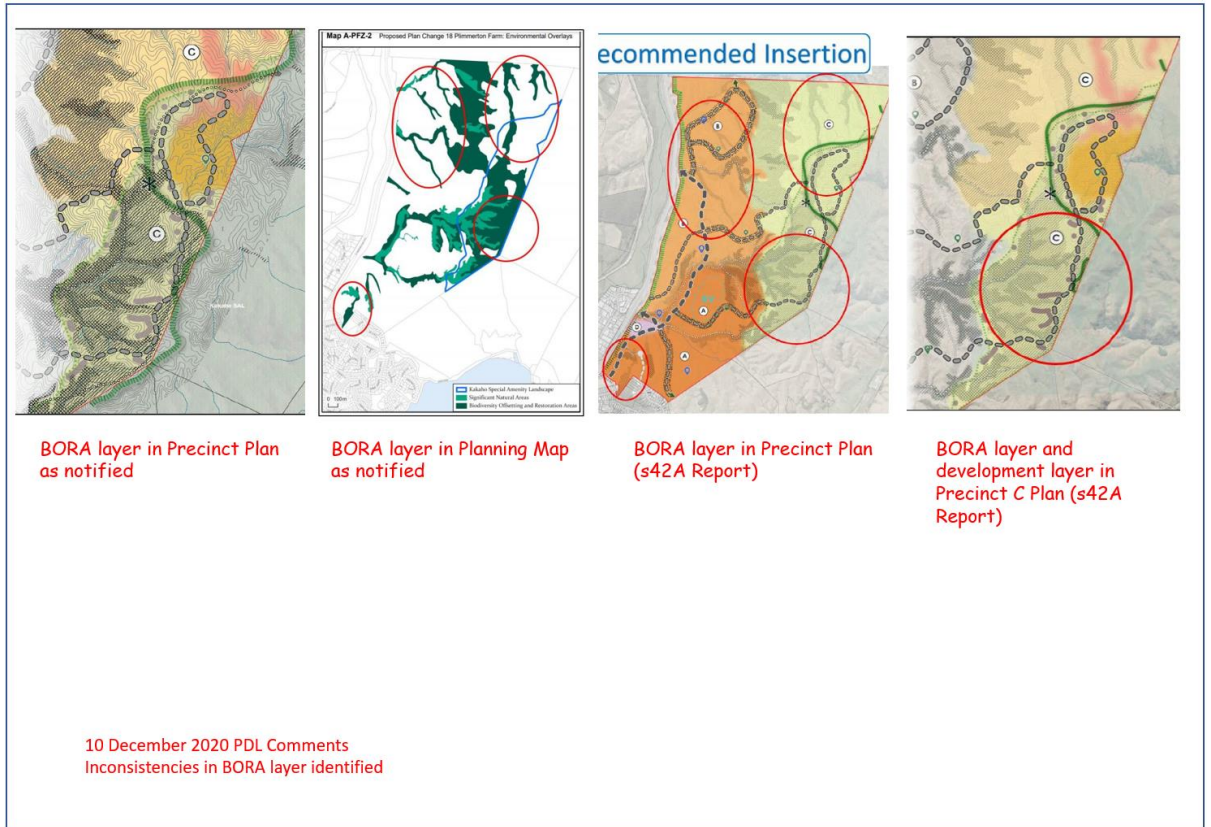 Map A-PFZ-2 Proposed Plan Change 18 Plimmerton Farm: Environmental Overlays
ecommended Insertion
C
C
B
C
B
C
A
D
A
B
C
C
0 100m
Kakaho Special Amenity Landscape
Significant Natural Areas
Biodiversity Offsetting and Restoration Areas
BORA layer in Precinct Plan
as notified
BORA layer in Planning Map
as notified
BORA layer in Precinct Plan
(s42A Report)
BORA layer and
development layer in
Precinct C Plan (s42A
Report)
10 December 2020 PDL Comments
Inconsistencies in BORA layer identified